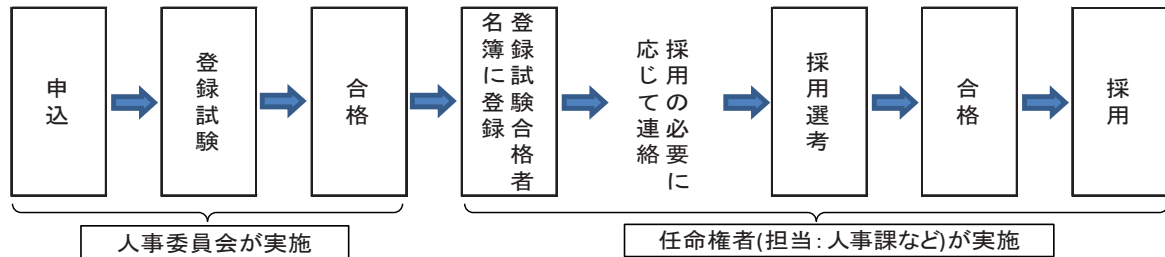 申込
登録試験
合格
登録試験合格者
名簿に登録
採用の必要に
応じて連絡
採用選考
合格
採用
人事委員会が実施
任命権者(担当：人事課など)が実施